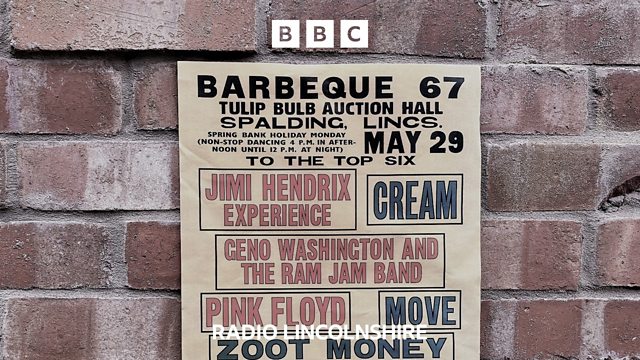 BBC
BARBEQUE 67
TULIP BULB AUCTION HALL
SPALDING, LINCS.
SPRING BANK HOLIDAY MONDAY
(NON-STOP DANCING 4 P.M. IN AFTER-
NOON UNTIL 12 P.M. AT NIGHT)
MAY 29
TO THE TOP SIX
JIMI HENDRIX
EXPERIENCE
CREAM
GENO WASHINGTON AND
THE RAM JAM BAND
PINK FLOYD
MOVE
RADIO LINCOLNSHIRE
ZOOT MONEY